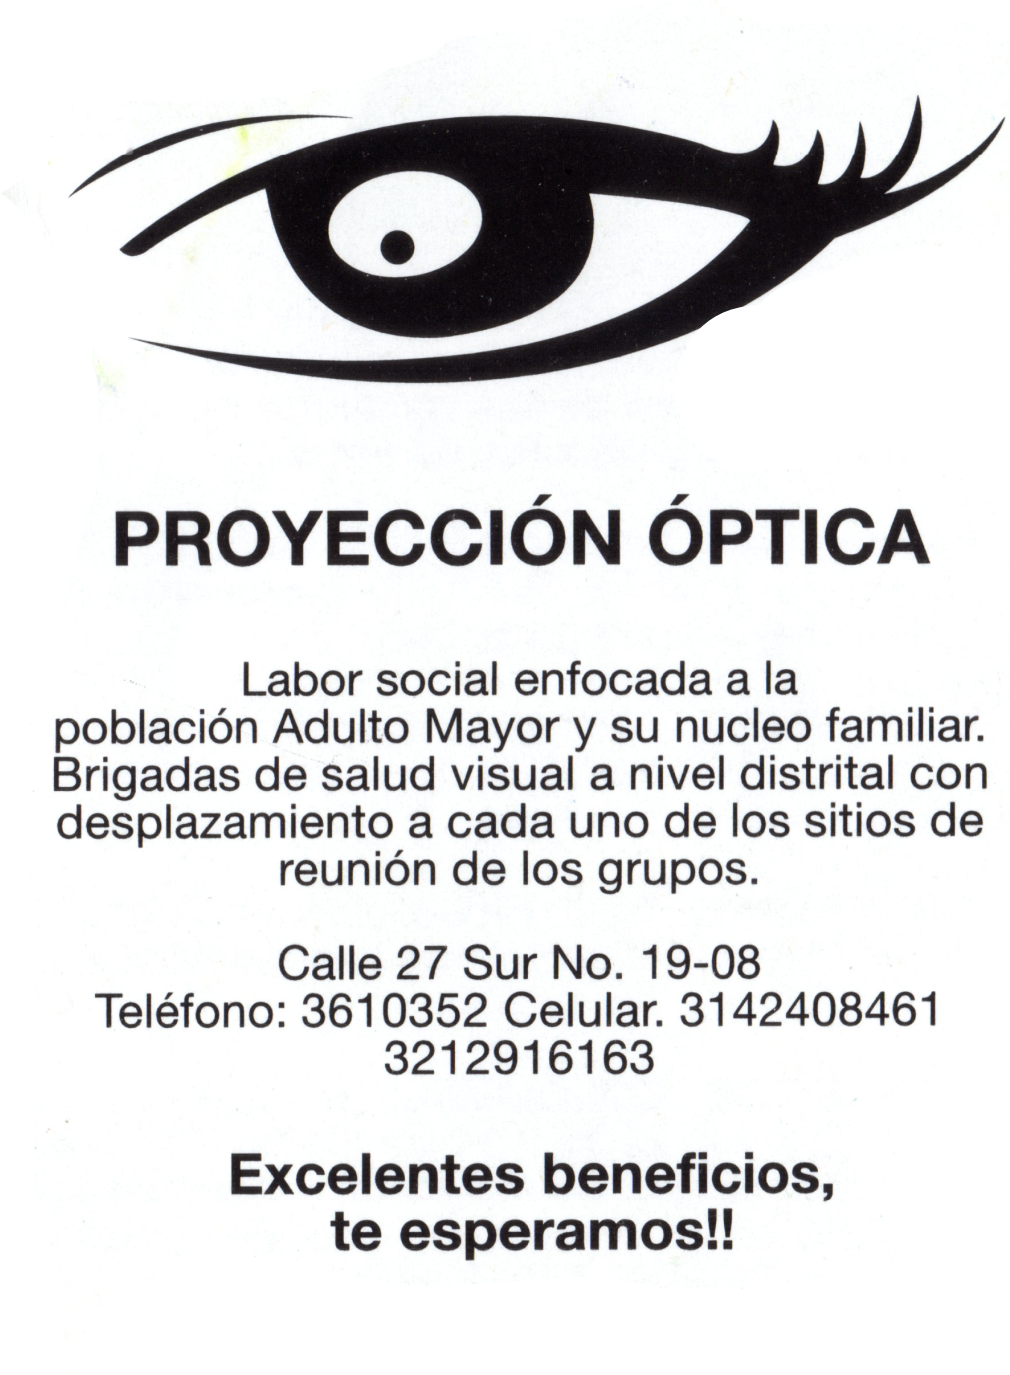 PROYECCIÓN ÓPTICA
Labor social enfocada a la
población Adulto Mayor y su nucleo familiar.
Brigadas de salud visual a nivel distrital con
desplazamiento a cada uno de los sitios de
reunión de los grupos.
Calle 27 Sur No. 19-08
Teléfono: 3610352 Celular. 3142408461
3212916163
Excelentes beneficios,
te esperamos!!